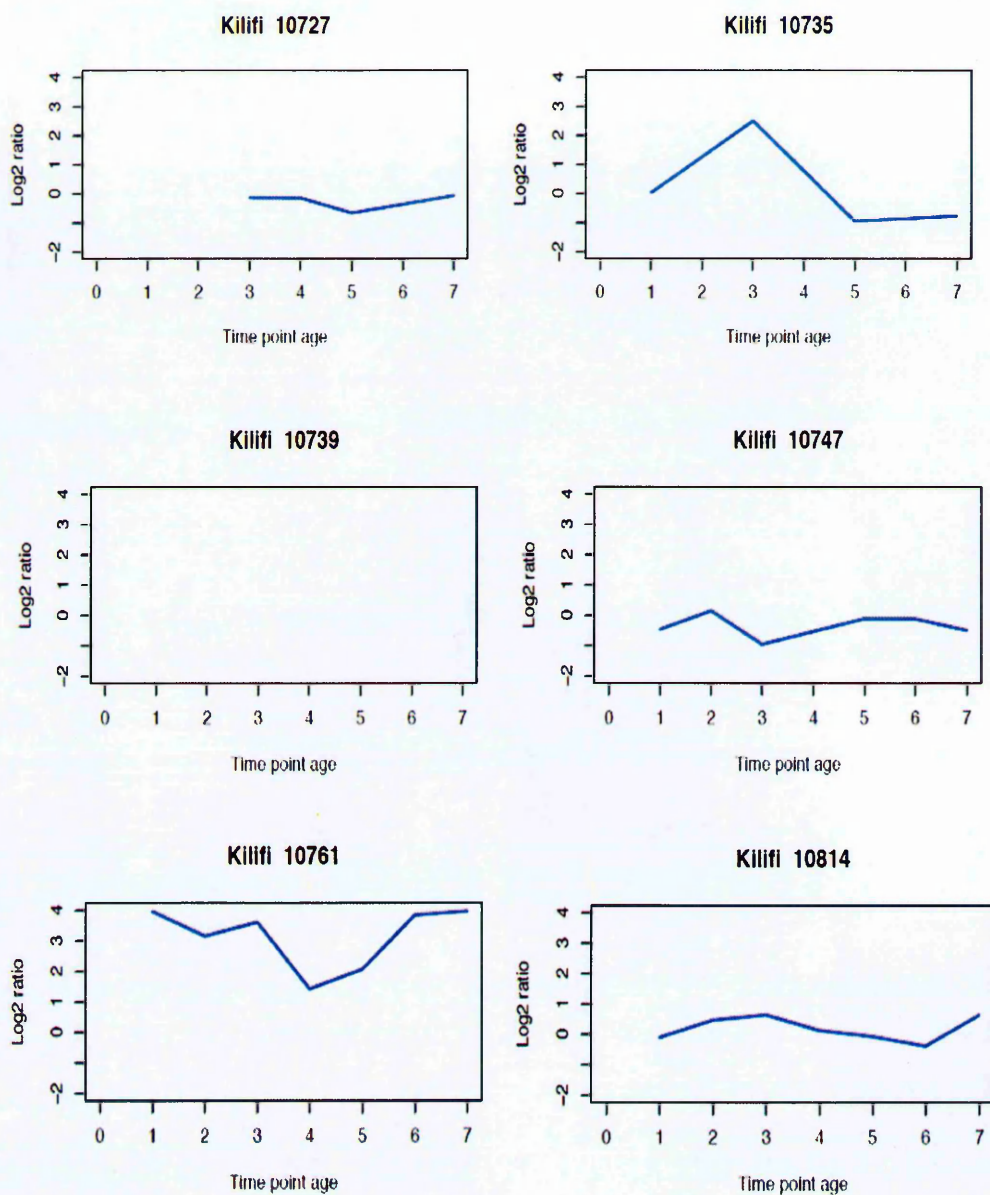 Kilifi 10727
Kilifi 10735
Log2 ratio
4
3
2
1
0
−2
0 1 2 3 4 5 6 7
Time point age
Log2 ratio
4
3
2
1
0
−2
0 1 2 3 4 5 6 7
Time point age
Kilifi 10739
Kilifi 10747
Log2 ratio
4
3
2
1
0
−2
0 1 2 3 4 5 6 7
Time point age
Log2 ratio
4
3
2
1
0
−2
0 1 2 3 4 5 6 7
Time point age
Kilifi 10761
Kilifi 10814
Log2 ratio
4
3
2
1
0
−2
0 1 2 3 4 5 6 7
Time point age
Log2 ratio
4
3
2
1
0
−2
0 1 2 3 4 5 6 7
Time point age